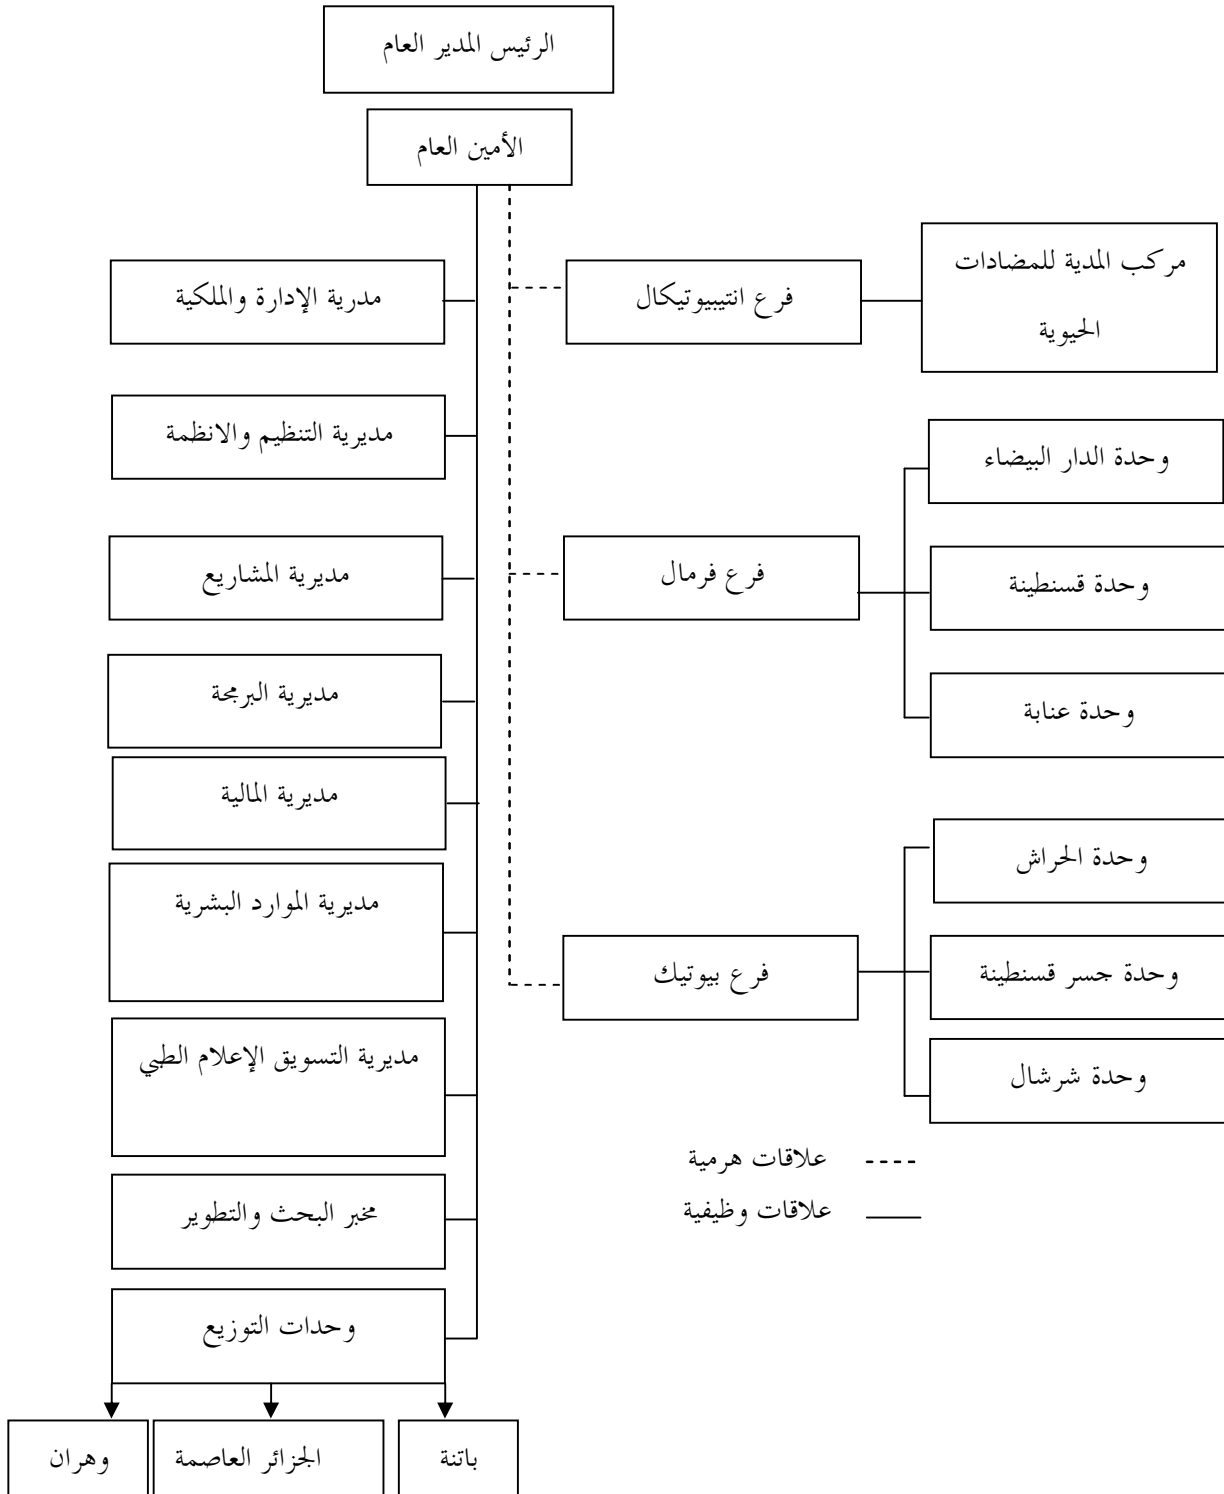 الرئيس المدير العام
الأمين العام
مدرية الإدارة والملكية
فرع انتيبيوتيكال
مركب المدية للمضادات
الحيوية
مديرية التنظيم والانظمة
وحدة الدار البيضاء
مديرية المشاريع
فرع فرمال
وحدة قسنطينة
مديرية البرمجة
وحدة عنابة
مديرية المالية
وحدة الحراش
مديرية الموارد البشرية
فرع بيوتيك
وحدة جسر قسنطينة
مديرية التسويق الإعلام الطبي
وحدة شرشال
علاقات هرمية
مخبر البحث والتطوير
علاقات وظيفية
وحدات التوزيع
باتنة
الجزائر العاصمة
وهران